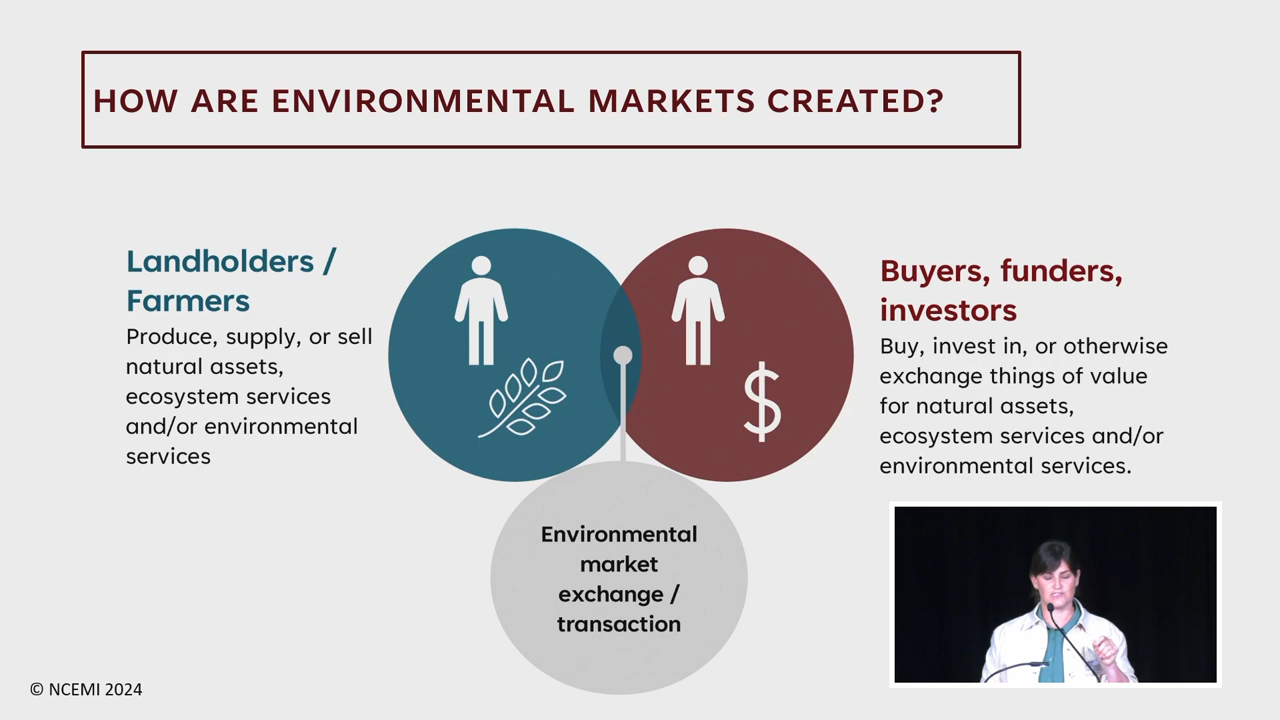 HOW ARE ENVIRONMENTAL MARKETS CREATED?
Landholders /
Farmers
Produce, supply, or sell
natural assets,
ecosystem services
and/or environmental
services
$
Buyers, funders,
investors
Buy, invest in, or otherwise
exchange things of value
for natural assets,
ecosystem services and/or
environmental services.
Environmental
market
exchange /
transaction
© NCEMI 2024